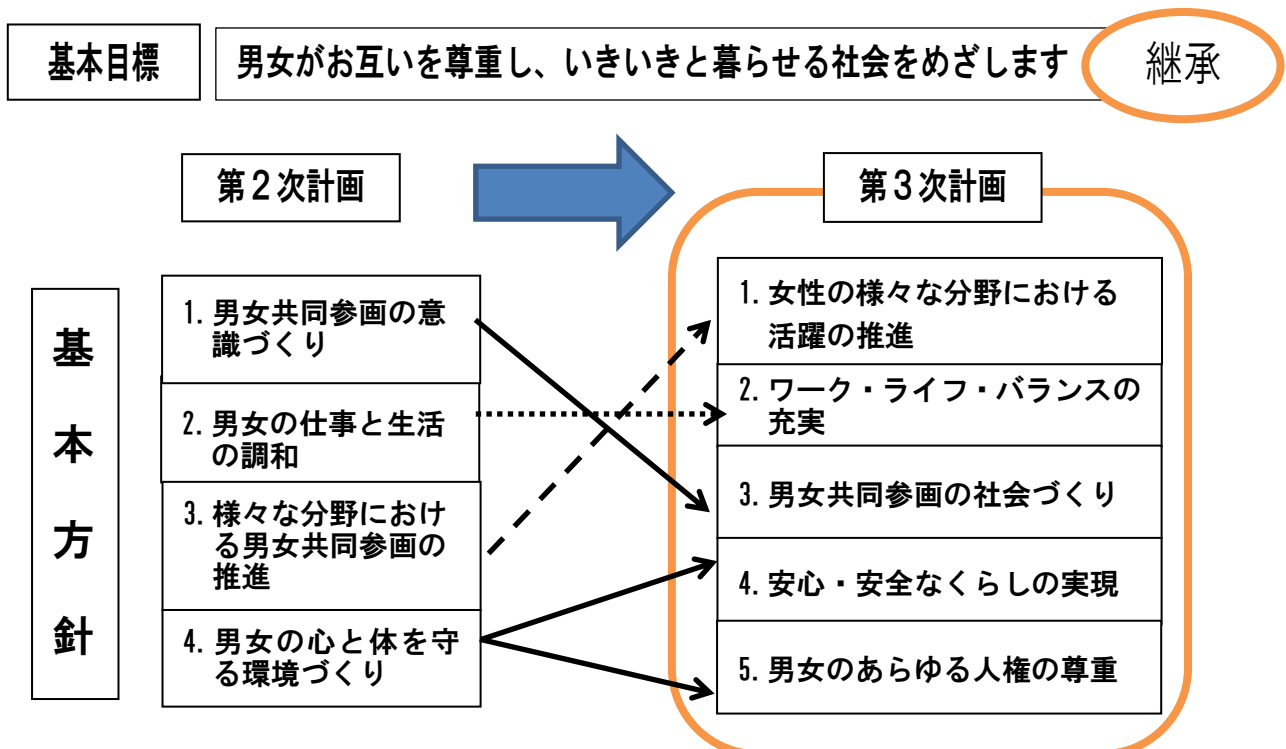 基本目標
男女がお互いを尊重し、いきいきと暮らせる社会をめざします
継承
第２次計画
第３次計画
基本方針
1. 男女共同参画の意
識づくり
2. 男女の仕事と生活
の調和
3. 様々な分野におけ
る男女共同参画の
推進
4. 男女の心と体を守
る環境づくり
1. 女性の様々な分野における
活躍の推進
2. ワーク・ライフ・バランスの
充実
3. 男女共同参画の社会づくり
4. 安心・安全なくらしの実現
5. 男女のあらゆる人権の尊重